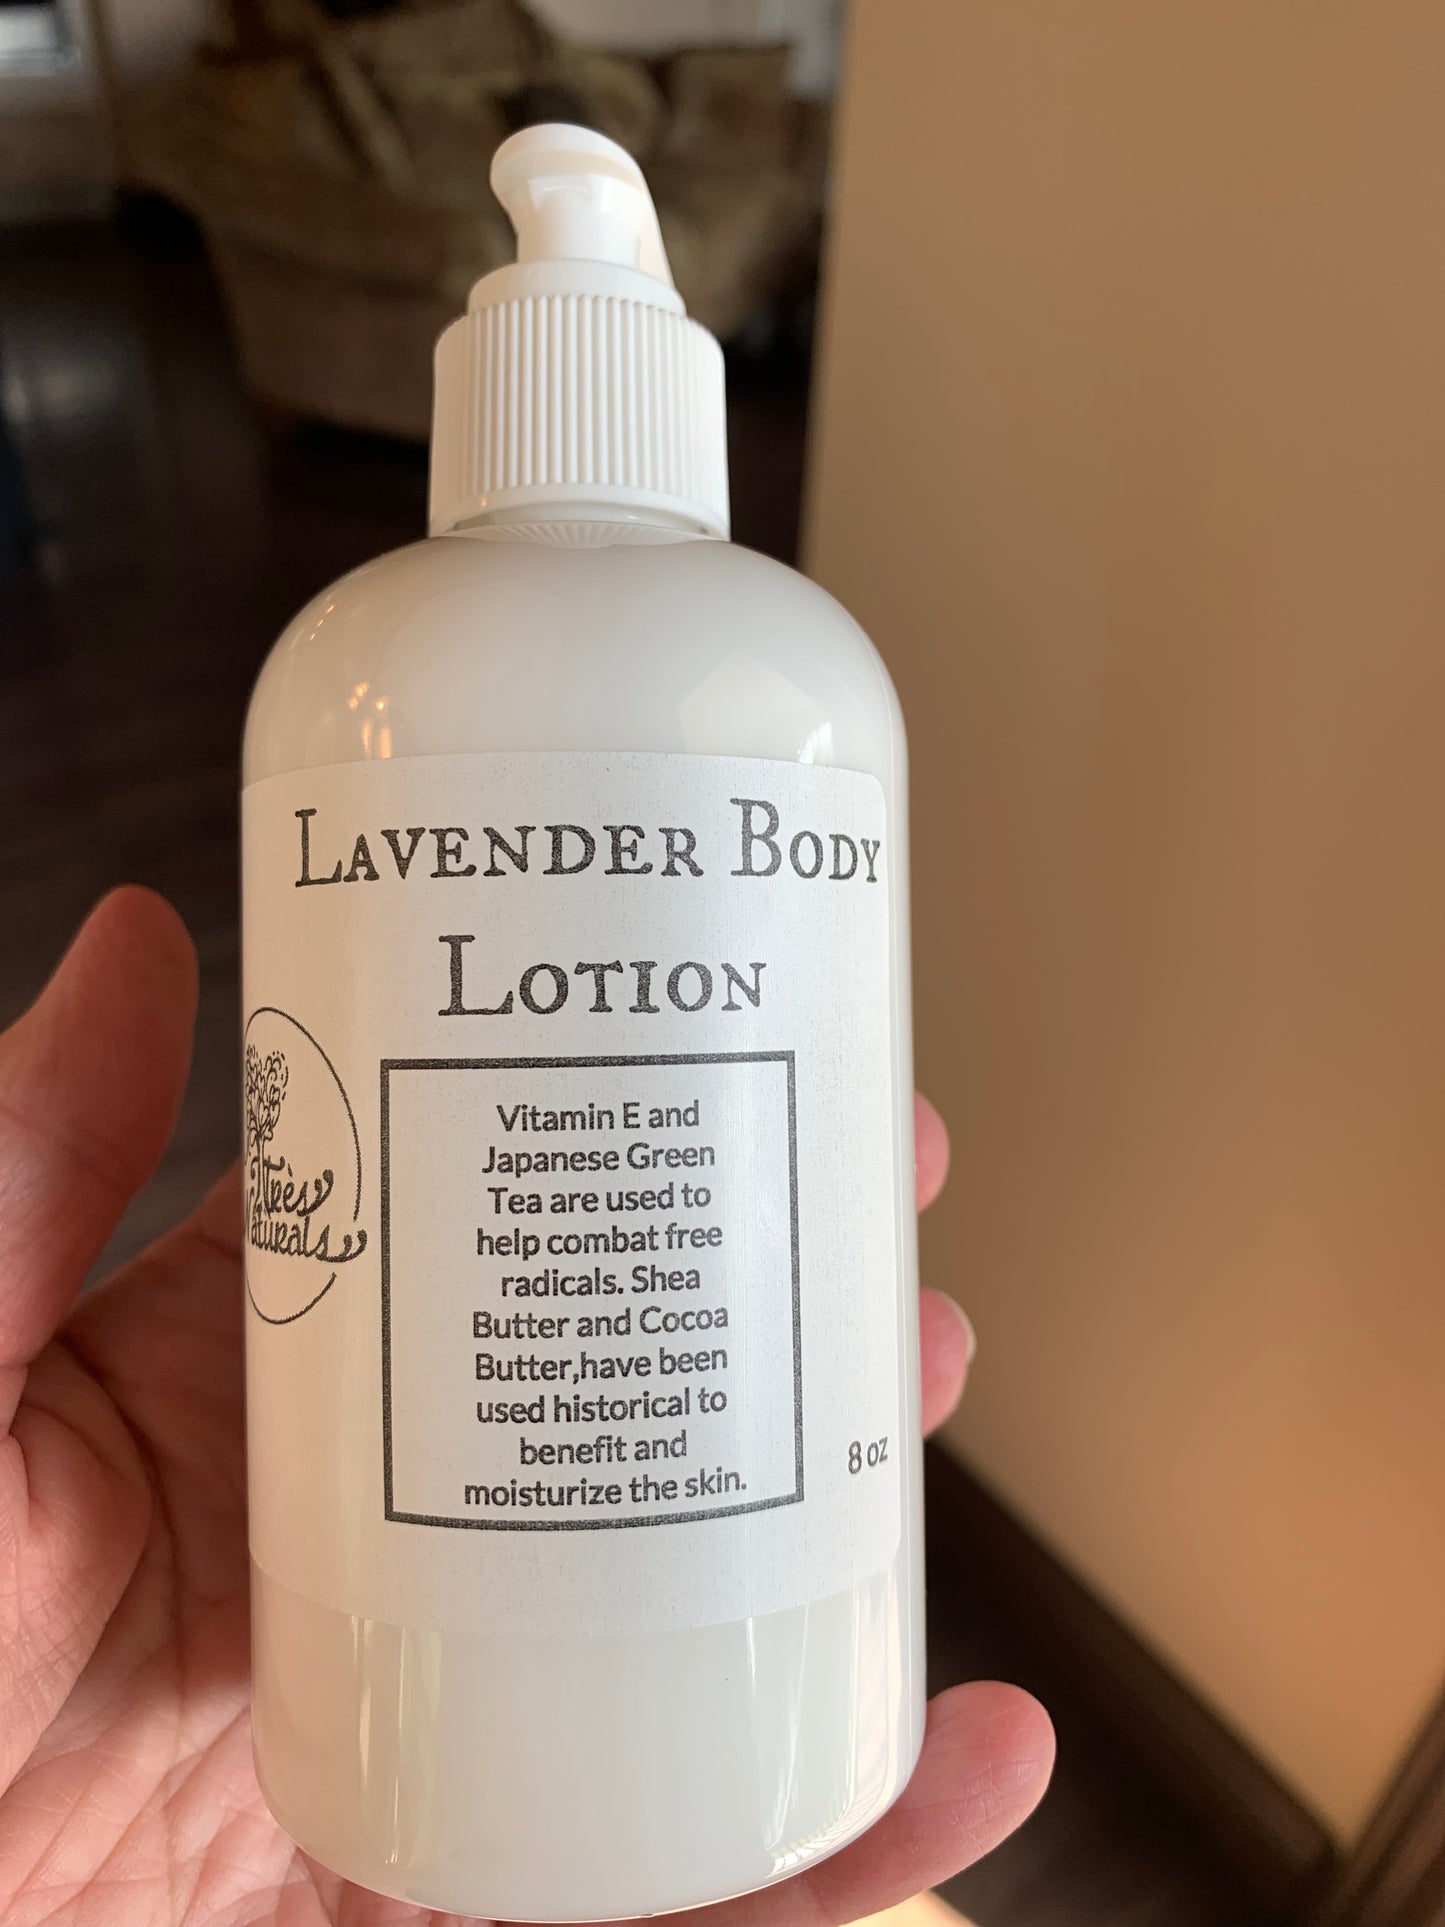 Lavender Body
Lotion
Très
Naturals
Vitamin E and
Japanese Green
Tea are used to
help combat free
radicals. Shea
Butter and Cocoa
Butter,have been
used historical to
benefit and
moisturize the skin.
8 oz